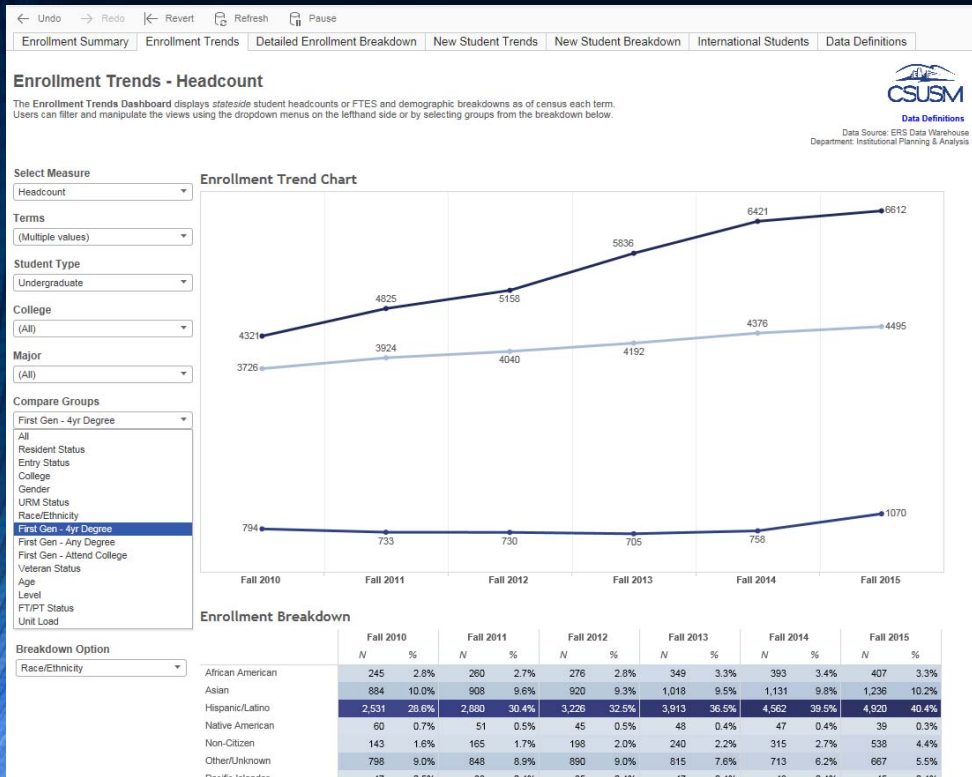 Undo Redo Revert Refresh Pause
Enrollment Summary Enrollment Trends Detailed Enrollment Breakdown New Student Trends New Student Breakdown International Students Data Definitions
Enrollment Trends - Headcount
The Enrollment Trends Dashboard displays stateside student headcounts or FTES and demographic breakdowns as of census each term.
Users can filter and manipulate the views using the dropdown menus on the lefthand side or by selecting groups from the breakdown below.
CSUSM
Data Definitions
Data Source: ERS Data Warehouse
Department: Institutional Planning & Analysis
Select Measure
Headcount
Terms
(Multiple values)
Student Type
Undergraduate
College
(All)
Major
(All)
Compare Groups
First Gen - 4yr Degree
All
Resident Status
Entry Status
College
Gender
URM Status
Race/Ethnicity
First Gen - 4yr Degree
First Gen - Any Degree
First Gen - Attend College
Veteran Status
Age
Level
FT/PT Status
Unit Load
Breakdown Option
Race/Ethnicity
Enrollment Trend Chart
4321 4825 5158 5836 6421 6612
3726 3924 4040 4192 4376 4495
794 733 730 705 758 1070
Fall 2010 Fall 2011 Fall 2012 Fall 2013 Fall 2014 Fall 2015
Enrollment Breakdown
Fall 2010 Fall 2011 Fall 2012 Fall 2013 Fall 2014 Fall 2015
N % N % N % N % N % N %
African American 245 2.8% 260 2.7% 276 2.8% 349 3.3% 393 3.4% 407 3.3%
Asian 884 10.0% 908 9.6% 920 9.3% 1,018 9.5% 1,131 9.8% 1,236 10.2%
Hispanic/Latino 2,531 28.6% 2,880 30.4% 3,226 32.5% 3,913 36.5% 4,562 39.5% 4,920 40.4%
Native American 60 0.7% 51 0.5% 45 0.5% 48 0.4% 47 0.4% 39 0.3%
Non-Citizen 143 1.6% 165 1.7% 198 2.0% 240 2.2% 315 2.7% 538 4.4%
Other/Unknown 798 9.0% 848 8.9% 890 9.0% 815 7.6% 713 6.2% 667 5.5%